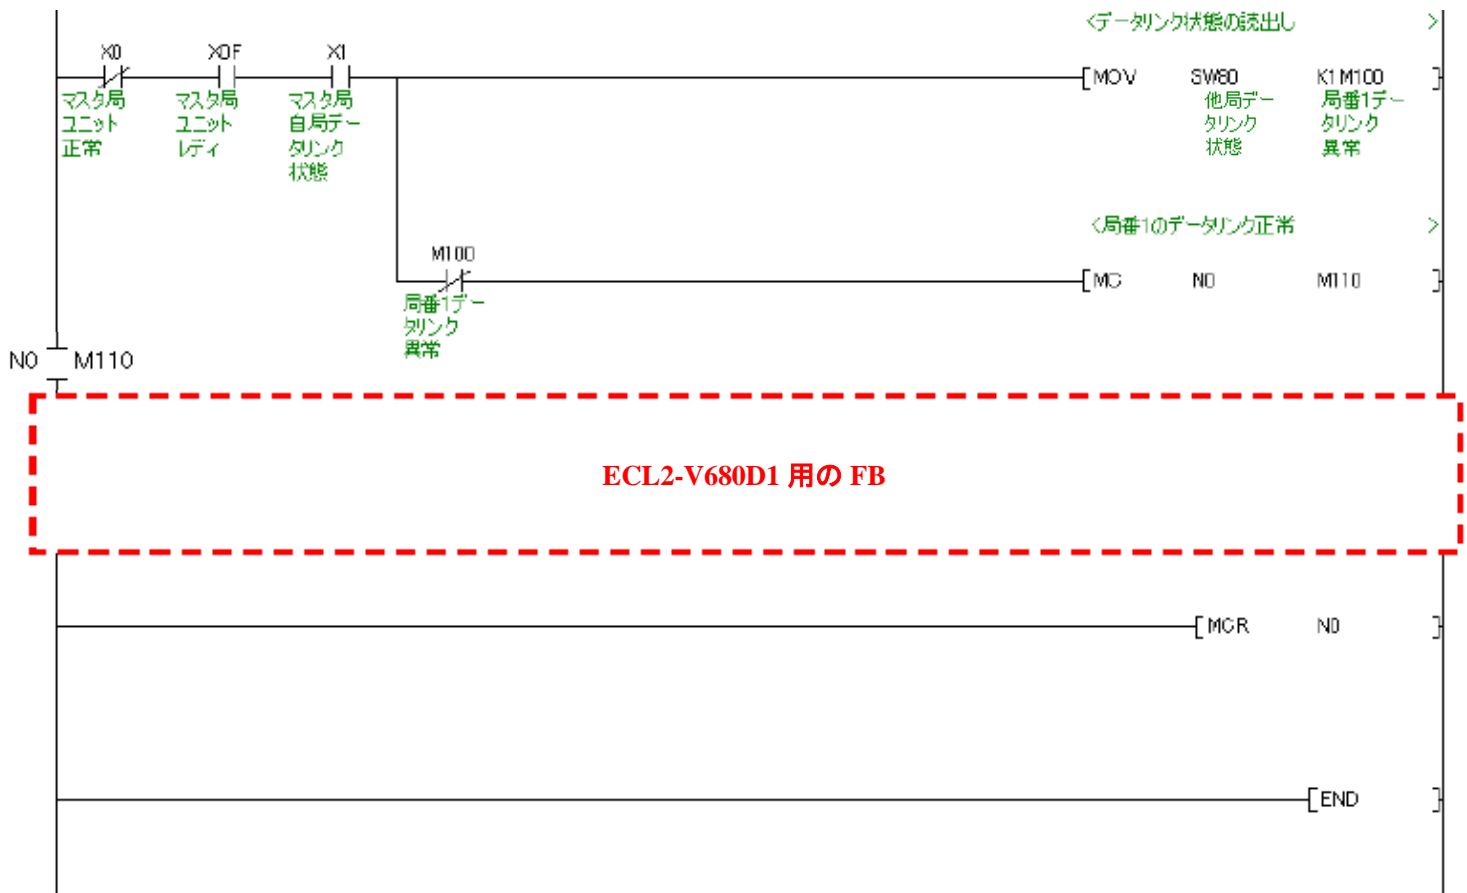 <データリンク状態の読出し >
X0 X0F X1
[MOV SW80 K1M100 ]
マスタ局
ユニット
正常
マスタ局
ユニット
レディ
マスタ局
自局デー
タリンク
状態
他局デー
タリンク
状態
局番1デー
タリンク
異常
<局番1のデータリンク正常 >
M100
[MC N0 M110 ]
局番1デー
タリンク
異常
N0 M110
ECL2-V680D1 用の FB
[MCR N0 ]
[END ]